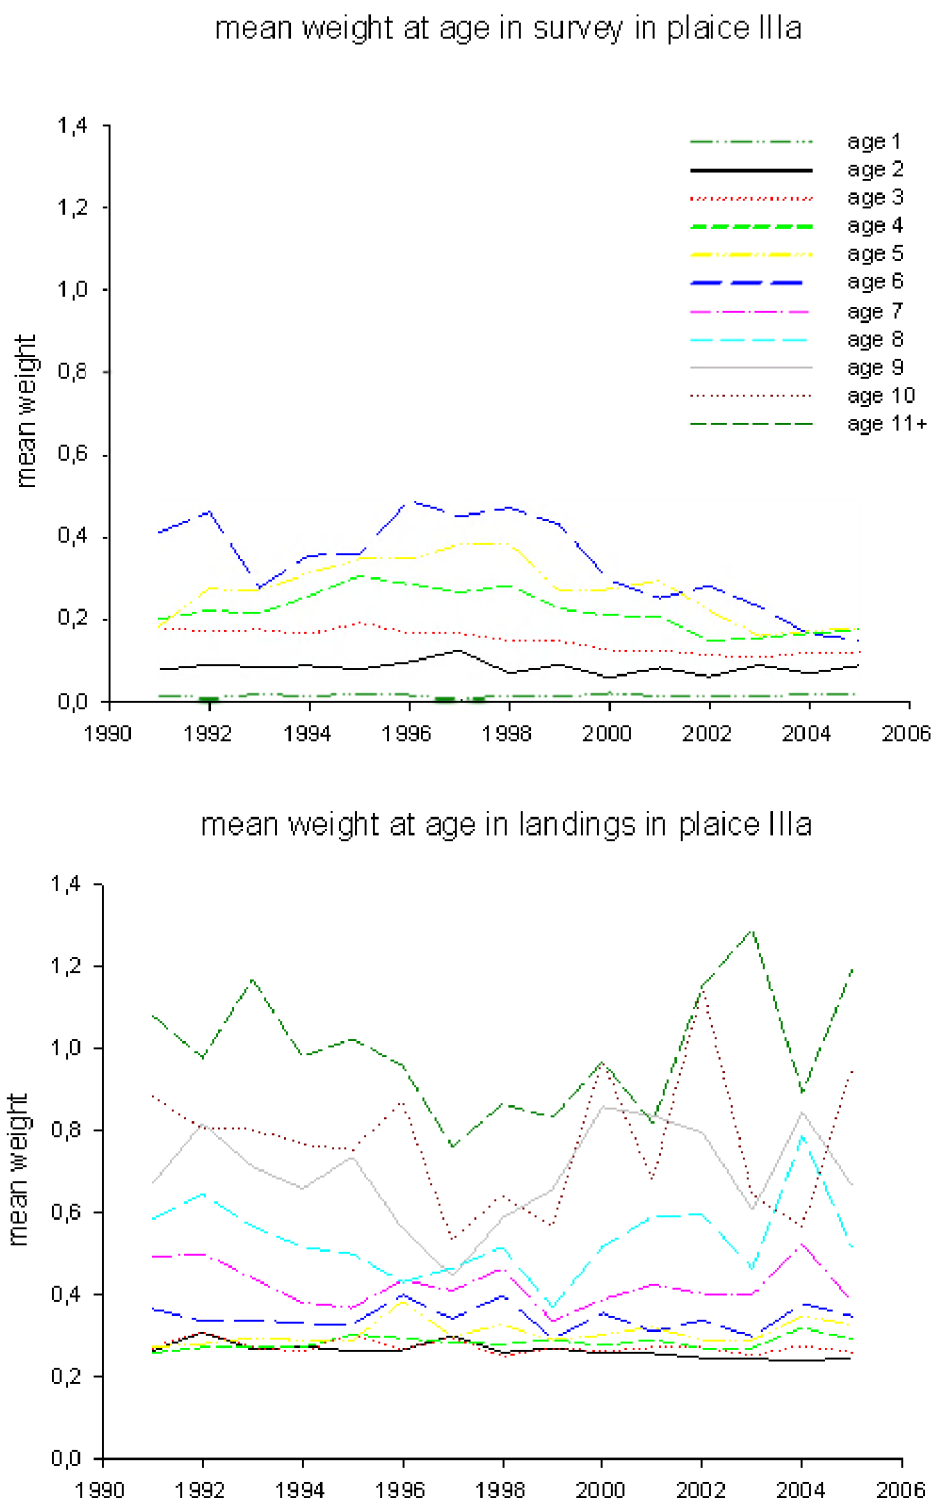 mean weight at age in survey in plaice IIIa
1,4
1,2
1,0
0,8
0,6
0,4
0,2
0,0
mean weight
age 1
age 2
age 3
age 4
age 5
age 6
age 7
age 8
age 9
age 10
age 11+
1990 1992 1994 1996 1998 2000 2002 2004 2006
mean weight at age in landings in plaice IIIa
1,4
1,2
1,0
0,8
0,6
0,4
0,2
0,0
mean weight
1990 1992 1994 1996 1998 2000 2002 2004 2006